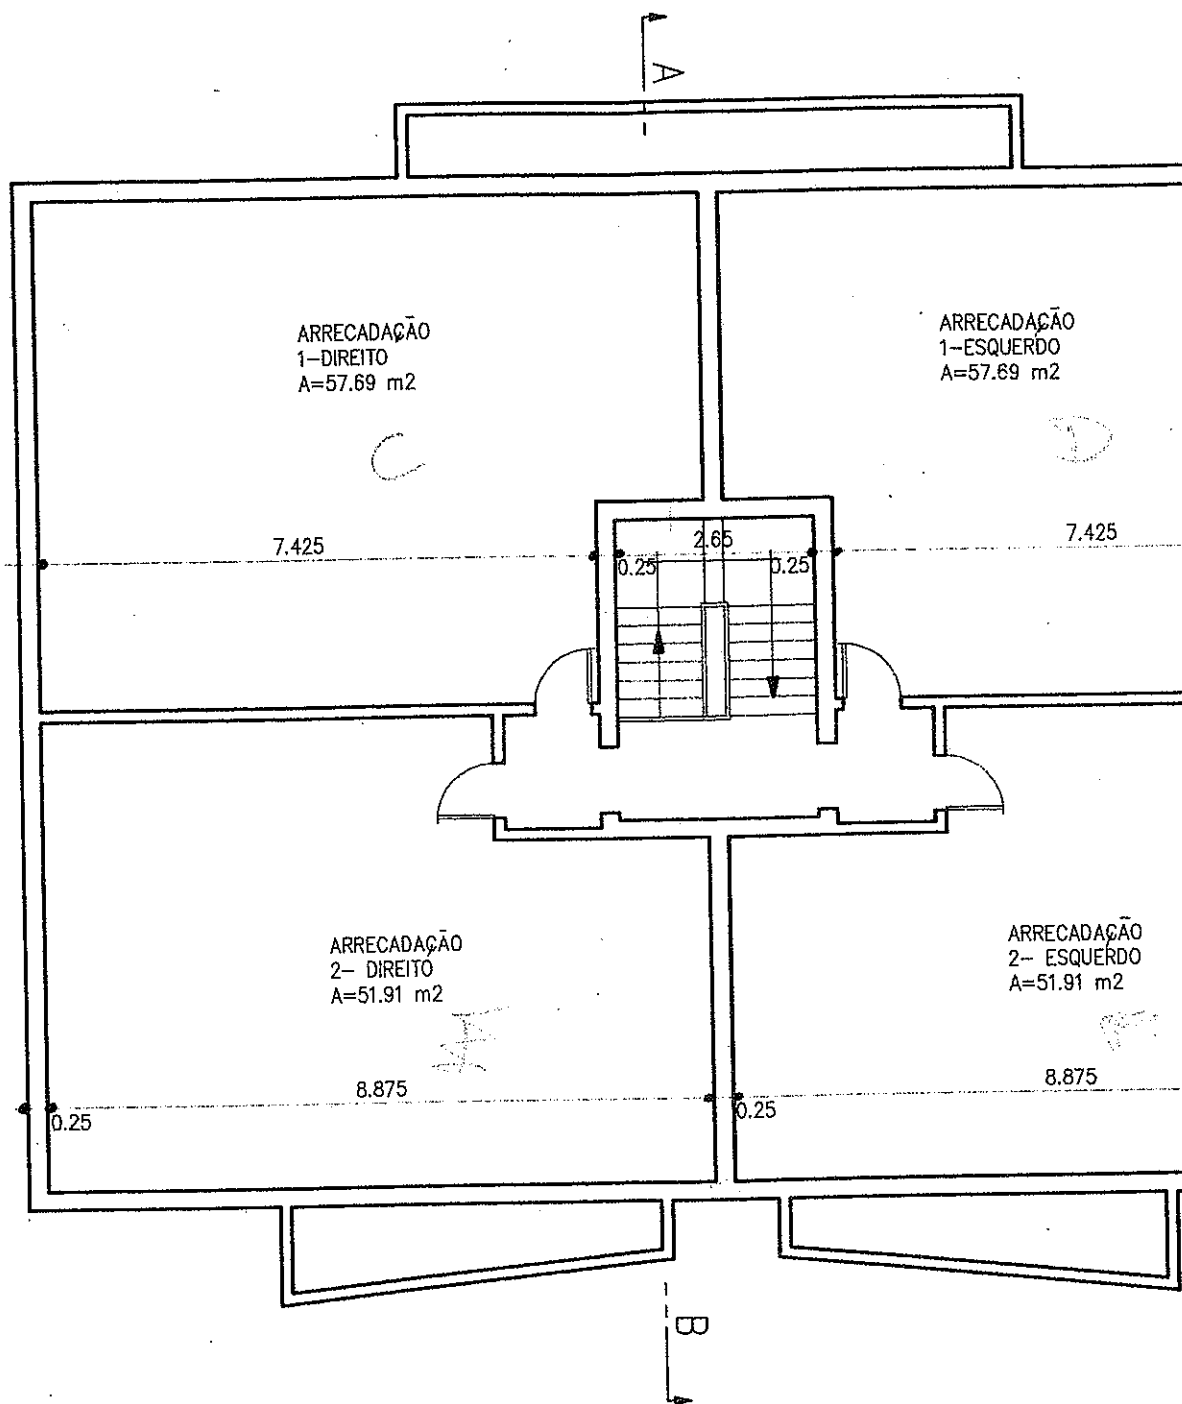 A
ARRECADAÇÃO
1-DIREITO
A=57.69 m2
ARRECADAÇÃO
1-ESQUERDO
A=57.69 m2
C
D
7.425
2.65
7.425
0.25
0.25
ARRECADAÇÃO
2- DIREITO
A=51.91 m2
ARRECADAÇÃO
2- ESQUERDO
A=51.91 m2
8.875
8.875
0.25
0.25
B